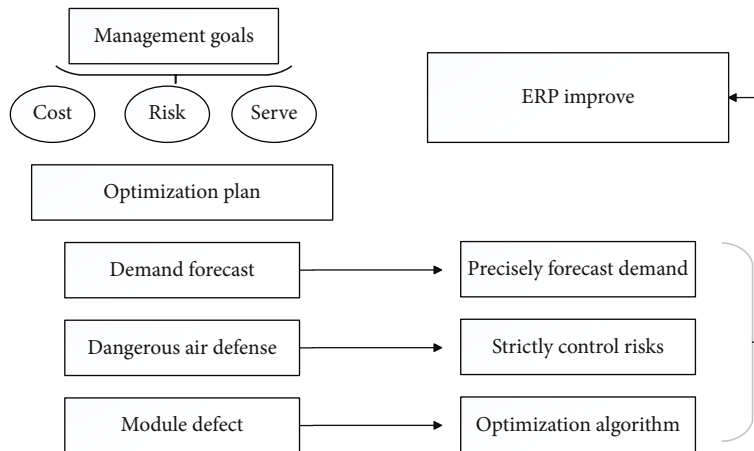 Management goals
ERP improve
Cost
Risk
Serve
Optimization plan
Demand forecast
Precisely forecast demand
Dangerous air defense
Strictly control risks
Module defect
Optimization algorithm